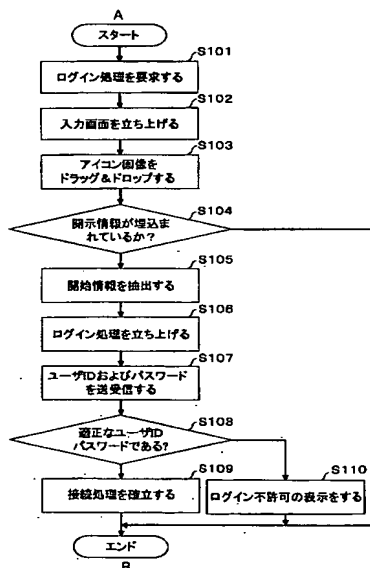 A
スタート
S101
ログイン処理を要求する
S102
入力画面を立ち上げる
S103
アイコン画像を
ドラッグ＆ドロップする
S104
開示情報が埋込ま
れているか？
S105
開始情報を抽出する
S106
ログイン処理を立ち上げる
S107
ユーザIDおよびパスワード
を送受信する
S108
適正なユーザID
パスワードである？
S109
接続処理を確立する
S110
ログイン不許可の表示をする
エンド
B